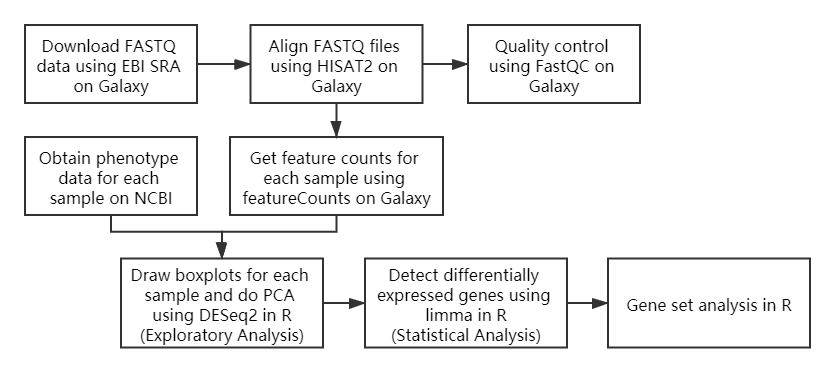 Download FASTQ
data using EBI SRA
on Galaxy
Align FASTQ files
using HISAT2 on
Galaxy
Quality control
using FastQC on
Galaxy
Obtain phenotype
data for each
sample on NCBI
Get feature counts for
each sample using
featureCounts on Galaxy
Draw boxplots for each
sample and do PCA
using DESeq2 in R
(Exploratory Analysis)
Detect differentially
expressed genes using
limma in R
(Statistical Analysis)
Gene set analysis in R